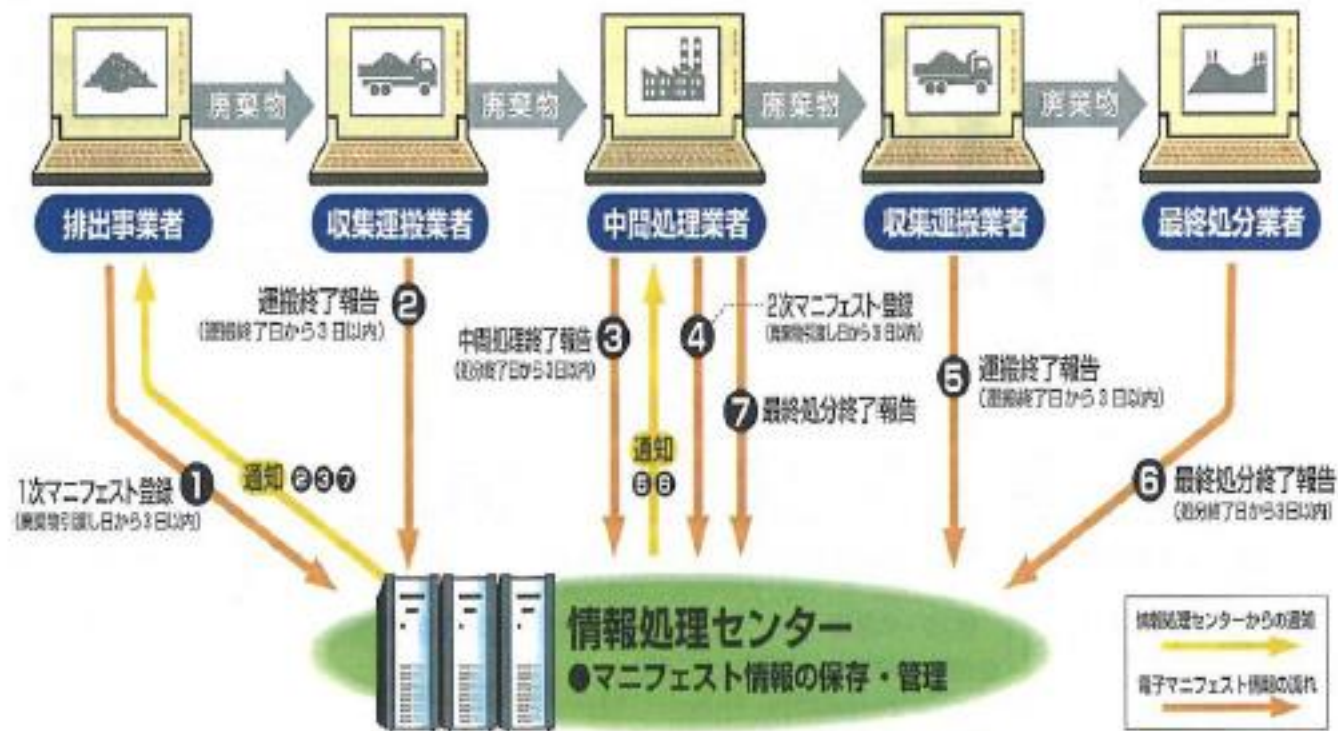 廃棄物
廃棄物
廃棄物
廃棄物
排出事業者
収集運搬業者
中間処理業者
収集運搬業者
最終処分業者
1次マニフェスト登録 ❶
(廃棄物引渡し日から3日以内)
通知 ❷❸❼
運搬終了報告 ❷
(運搬終了日から3日以内)
中間処理終了報告 ❸
(処分終了日から3日以内)
通知
❺❻
❹ 2次マニフェスト登録
(廃棄物引渡し日から3日以内)
❼ 最終処分終了報告
❺ 運搬終了報告
(運搬終了日から3日以内)
❻ 最終処分終了報告
(処分終了日から3日以内)
情報処理センター
●マニフェスト情報の保存・管理
情報処理センターからの通知
電子マニフェスト情報の流れ